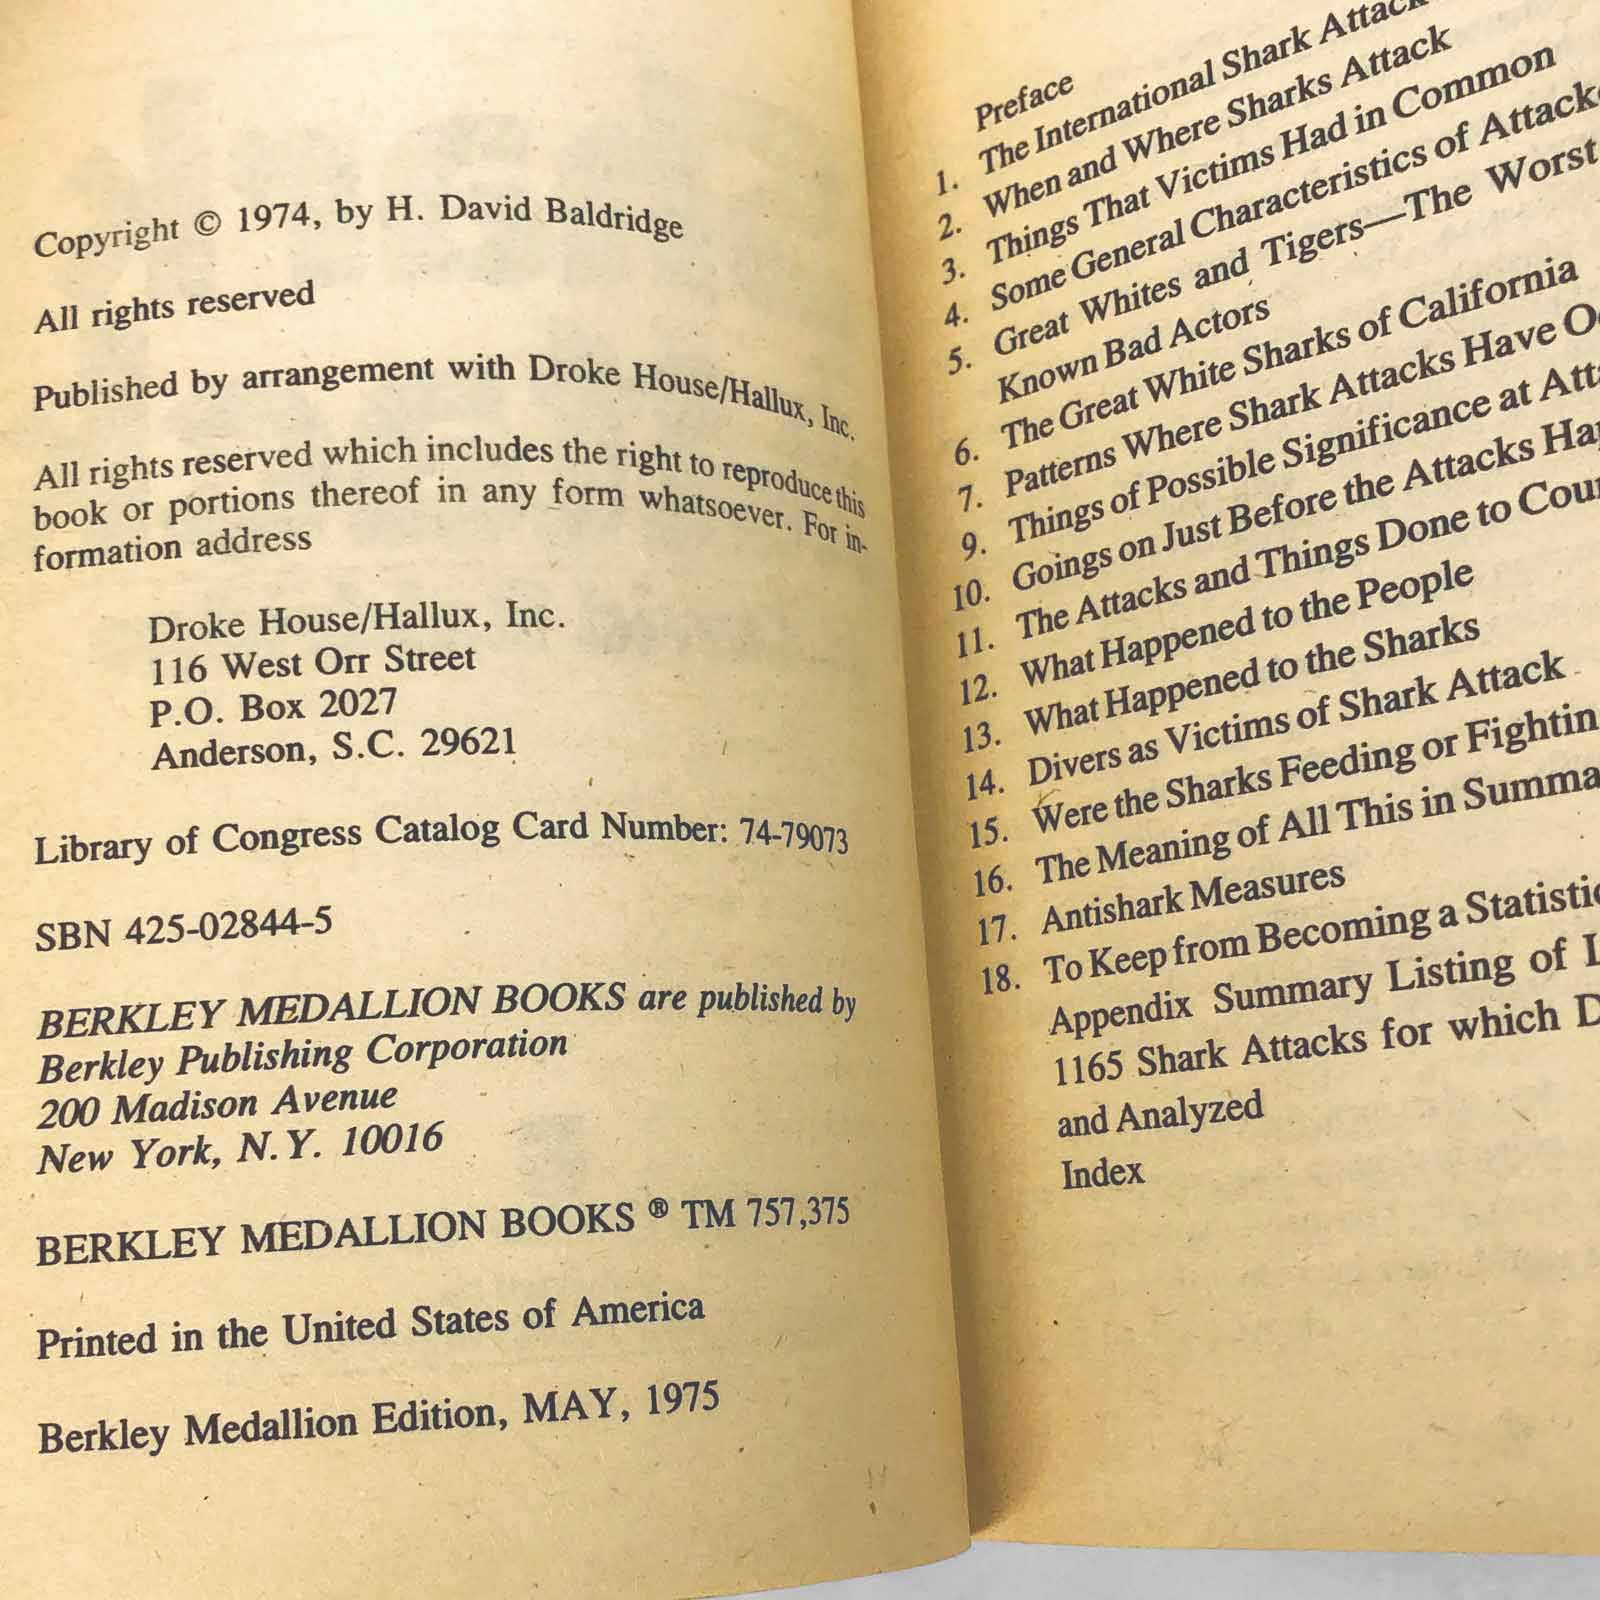 Copyright © 1974, by H. David Baldridge
All rights reserved
Published by arrangement with Droke House/Hallux, Inc.
All rights reserved which includes the right to reproduce this
book or portions thereof in any form whatsoever. For in-
formation address
Droke House/Hallux, Inc.
116 West Orr Street
P.O. Box 2027
Anderson, S.C. 29621
Library of Congress Catalog Card Number: 74-79073
SBN 425-02844-5
BERKLEY MEDALLION BOOKS are published by
Berkley Publishing Corporation
200 Madison Avenue
New York, N.Y. 10016
BERKLEY MEDALLION BOOKS ® TM 757,375
Printed in the United States of America
Berkley Medallion Edition, MAY, 1975
Preface
1. The International Shark Attack
2. When and Where Sharks Attack
3. Things That Victims Had in Common
4. Some General Characteristics of
5. Great Whites and Tigers—The Worst
Known Bad Actors
6. The Great White Sharks of California
7. Patterns Where Shark Attacks Have
9. Things of Possible Significance at
10. Goings on Just Before the Attacks
11. The Attacks and Things Done to
12. What Happened to the People
13. What Happened to the Sharks
14. Divers as Victims of Shark Attack
15. Were the Sharks Feeding or
16. The Meaning of All This in
17. Antishark Measures
18. To Keep from Becoming a
Appendix Summary Listing of
1165 Shark Attacks for which
and Analyzed
Index